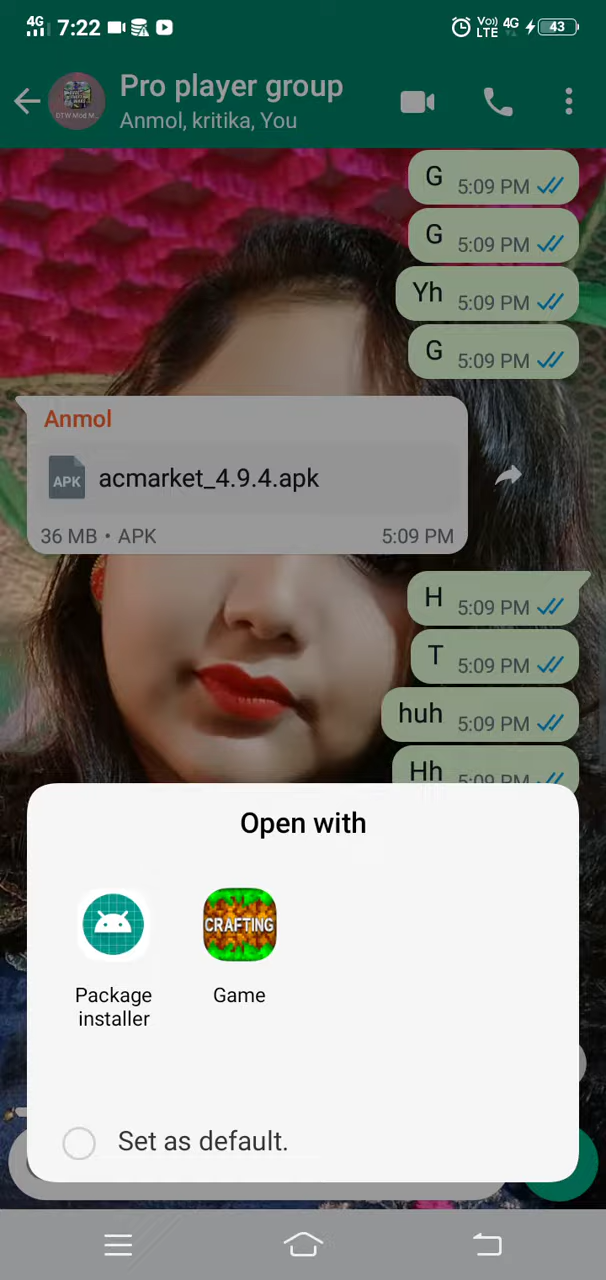 4G 7:22 Vo) LTE 4G 43
Pro player group
Anmol, kritika, You
G 5:09 PM
G 5:09 PM
Yh 5:09 PM
G 5:09 PM
Anmol
APK acmarket_4.9.4.apk
36 MB • APK 5:09 PM
H 5:09 PM
T 5:09 PM
huh 5:09 PM
Hh 5:09 PM
Open with
CRAFTING
Package installer
Game
Set as default.